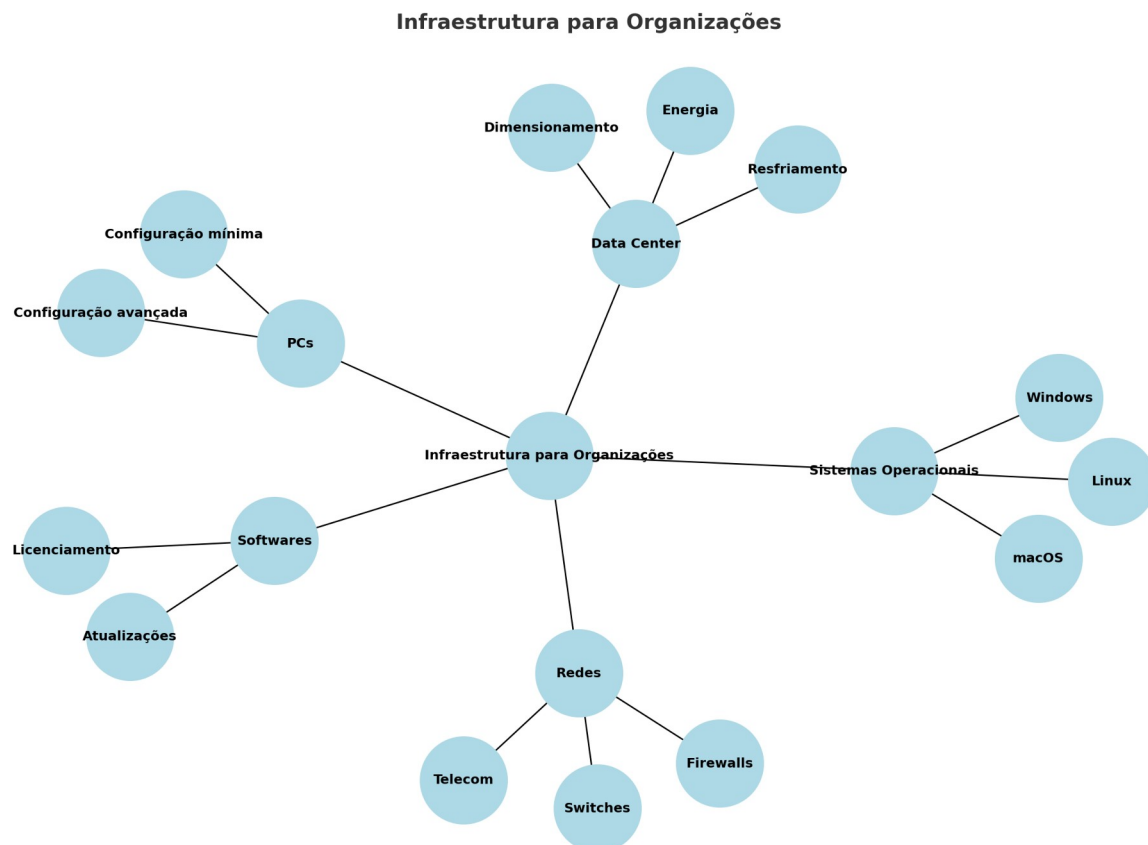 Infraestrutura para Organizações
Energia
Dimensionamento
Resfriamento
Data Center
Configuração mínima
Configuração avançada
PCs
Windows
Infraestrutura para Organizações
Sistemas Operacionais
Linux
Softwares
Licenciamento
macOS
Atualizações
Redes
Firewalls
Telecom
Switches